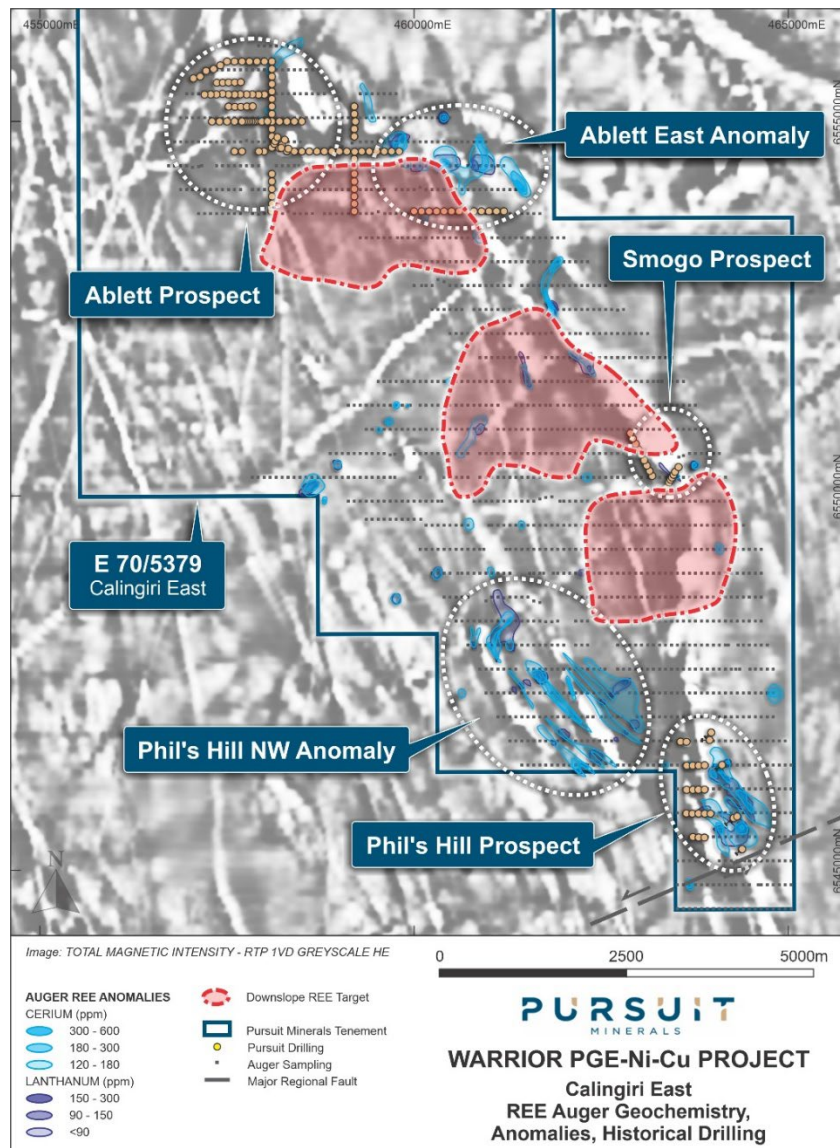 455000mE
460000mE
465000mE
6555000mN
Ablett East Anomaly
Ablett Prospect
Smogo Prospect
6550000mN
E 70/5379
Calingiri East
Phil's Hill NW Anomaly
Phil's Hill Prospect
6545000mN
N
Image: TOTAL MAGNETIC INTENSITY - RTP 1VD GREYSCALE HE
0 2500 5000m
AUGER REE ANOMALIES
CERIUM (ppm)
300 - 600
180 - 300
120 - 180
LANTHANUM (ppm)
150 - 300
90 - 150
<90
Downslope REE Target
Pursuit Minerals Tenement
Pursuit Drilling
Auger Sampling
Major Regional Fault
PURSUIT
MINERALS
WARRIOR PGE-Ni-Cu PROJECT
Calingiri East
REE Auger Geochemistry,
Anomalies, Historical Drilling